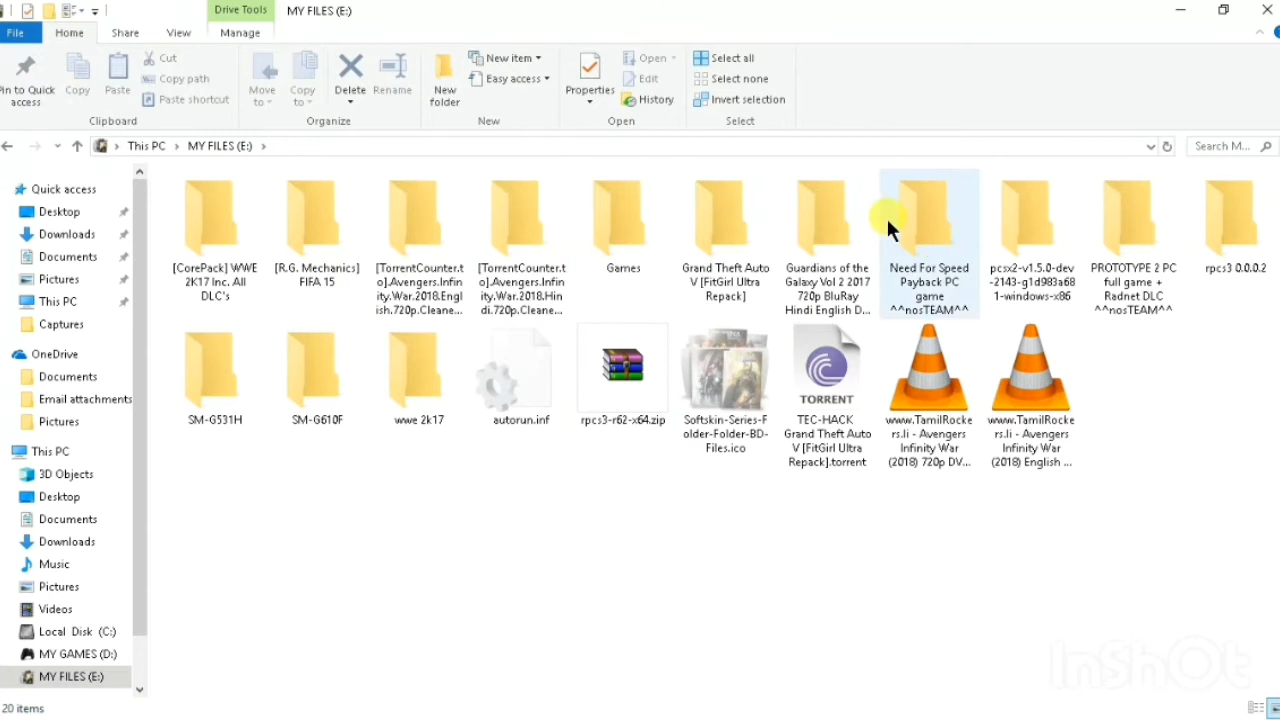 Drive Tools
MY FILES (E:)
File
Home
Share
View
Manage
Pin to Quick
access
Copy
Paste
Cut
Copy path
Paste shortcut
Clipboard
Move
to
Copy
to
Delete
Rename
Organize
New
folder
New item
Easy access
New
Properties
Open
Edit
History
Open
Select all
Select none
Invert selection
Select
This PC
MY FILES (E:)
Search M...
Quick access
Desktop
Downloads
Documents
Pictures
This PC
Captures
OneDrive
Documents
Email attachments
Pictures
This PC
3D Objects
Desktop
Documents
Downloads
Music
Pictures
Videos
Local Disk (C:)
MY GAMES (D:)
MY FILES (E:)
[CorePack] WWE
2K17 Inc. All
DLC's
[R.G. Mechanics]
FIFA 15
[TorrentCounter.t
o].Avengers.Infin
ity.War.2018.Engl
ish.720p.Cleane...
[TorrentCounter.t
o].Avengers.Infin
ity.War.2018.Hin
di.720p.Cleane...
Games
Grand Theft Auto
V [FitGirl Ultra
Repack]
Guardians of the
Galaxy Vol 2 2017
720p BluRay
Hindi English D...
Need For Speed
Payback PC
game
^^nosTEAM^^
pcsx2-v1.5.0-dev
-2143-g1d983a68
1-windows-x86
PROTOTYPE 2 PC
full game +
Radnet DLC
^^nosTEAM^^
rpcs3 0.0.0.2
SM-G531H
SM-G610F
wwe 2k17
autorun.inf
rpcs3-r62-x64.zip
Softskin-Series-F
older-Folder-BD-
Files.ico
TORRENT
TEC-HACK
Grand Theft Auto
V [FitGirl Ultra
Repack].torrent
www.TamilRocke
rs.li - Avengers
Infinity War
(2018) 720p DV...
www.TamilRocke
rs.li - Avengers
Infinity War
(2018) English ...
20 items
InShOt